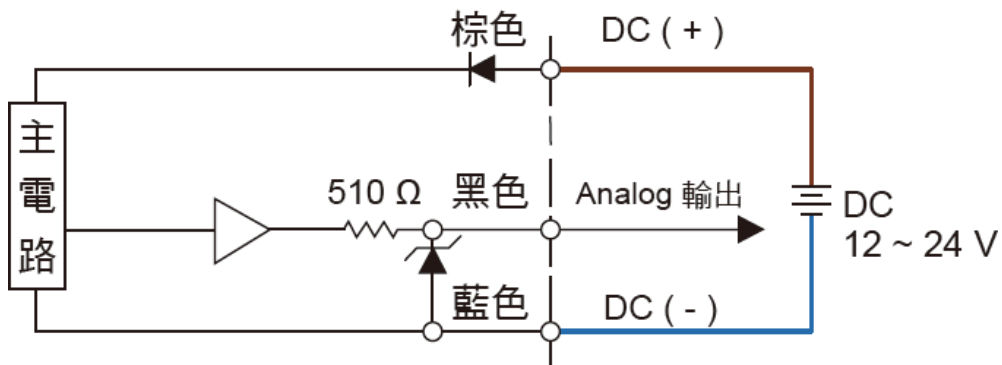 棕色
DC ( + )
主電路
510 Ω
黑色
Analog 輸出
DC
12 ~ 24 V
藍色
DC ( - )